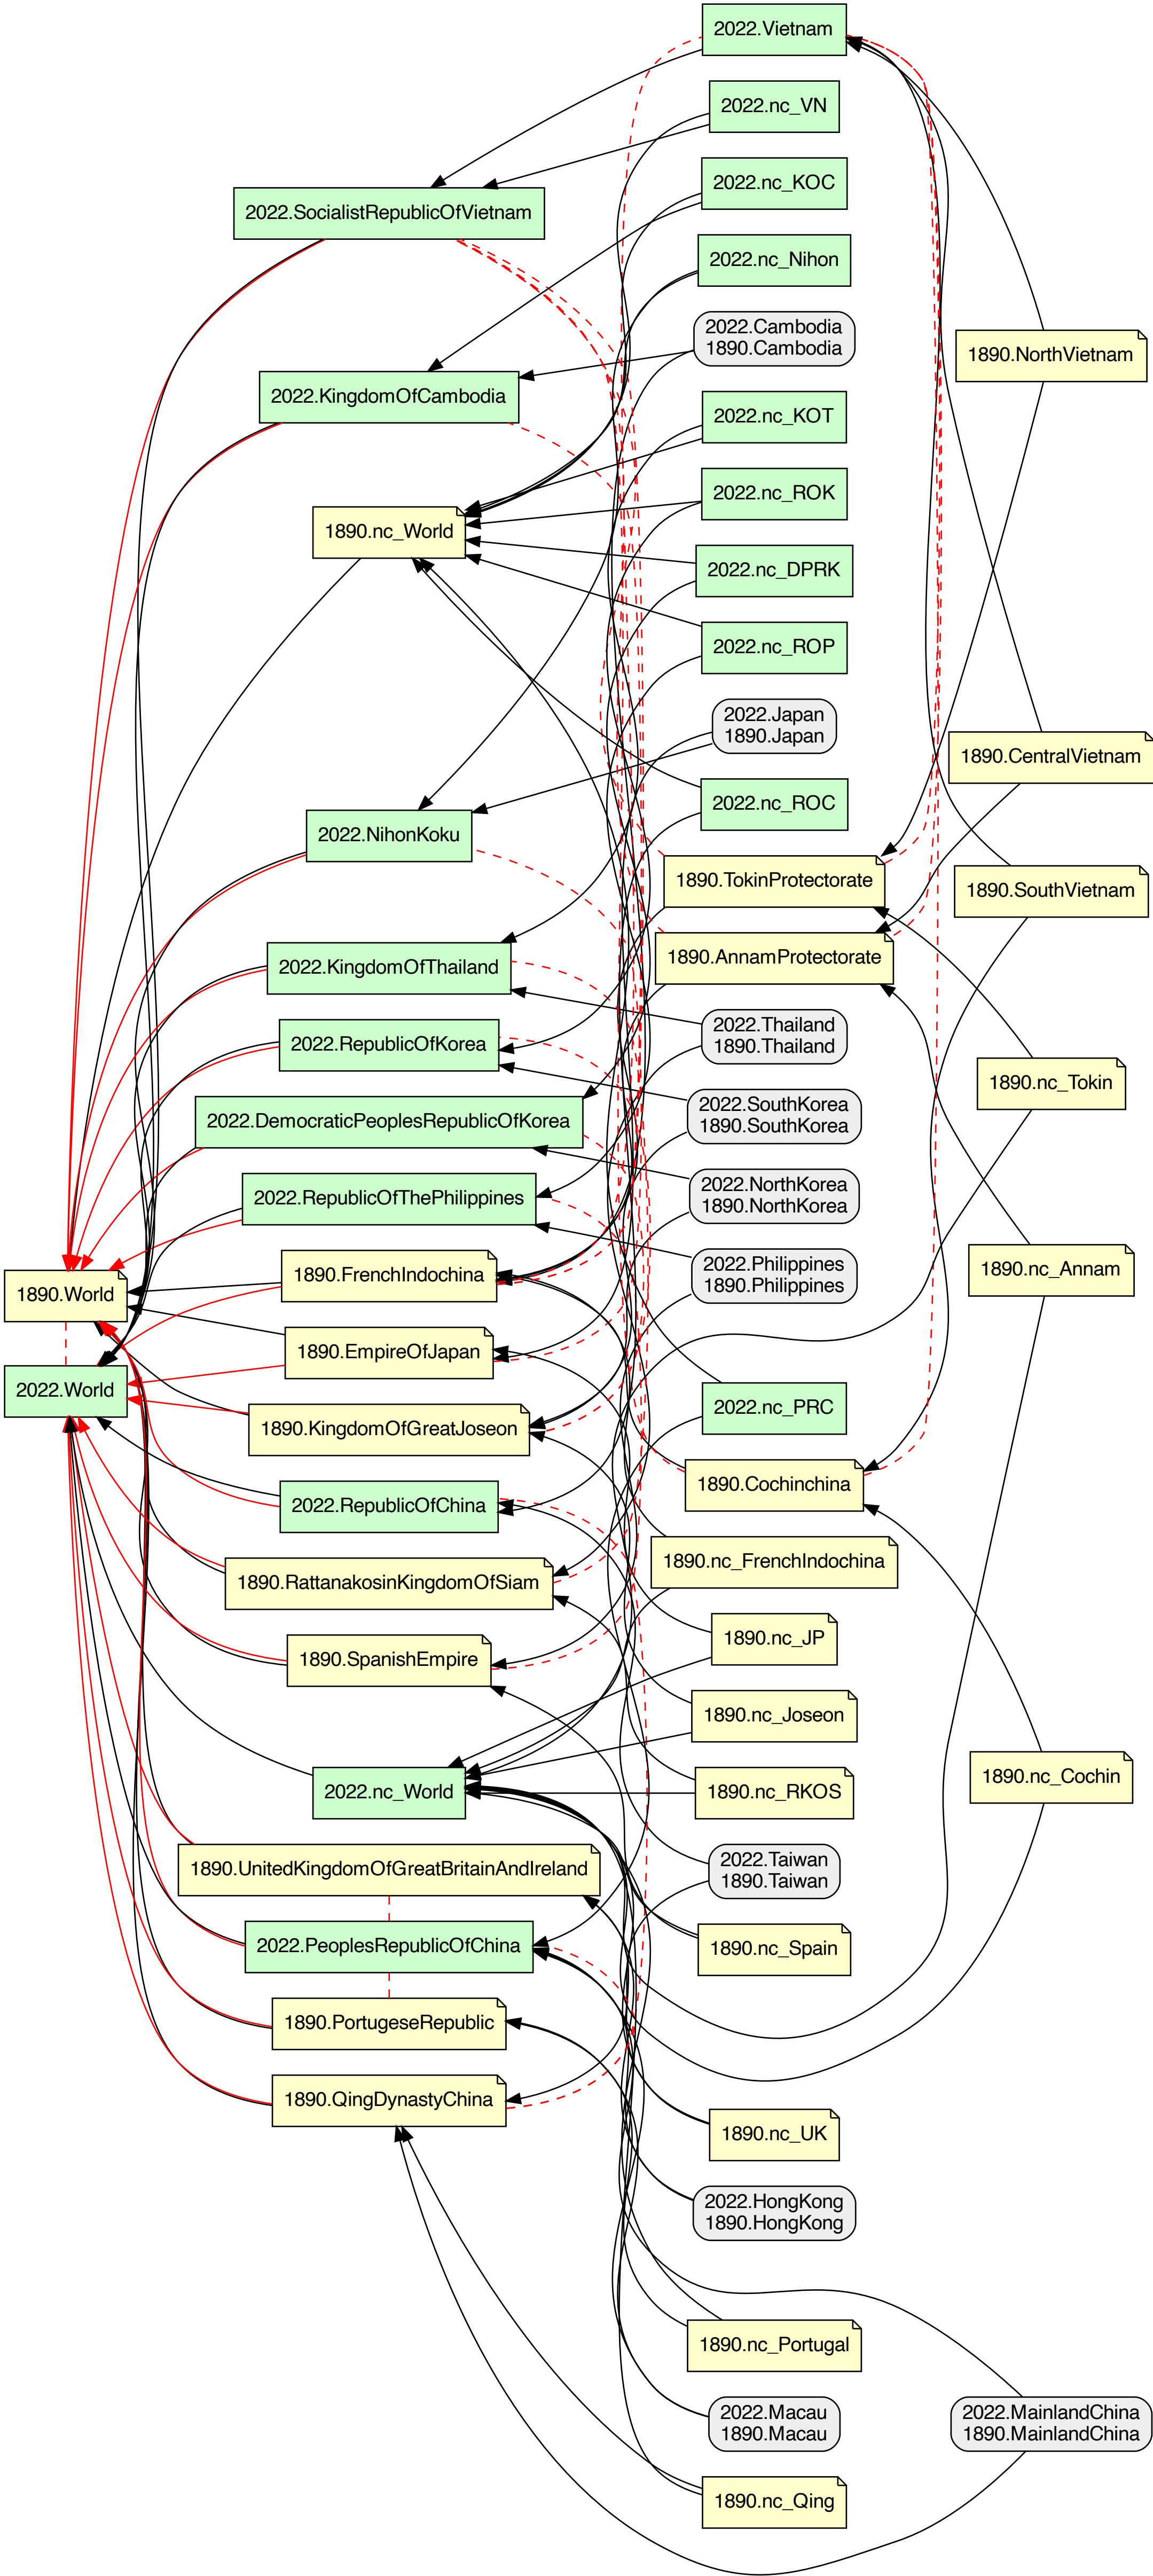 2022.Vietnam
2022.nc_VN
2022.nc_KOC
2022.SocialistRepublicOfVietnam
2022.nc_Nihon
2022.Cambodia
1890.Cambodia
1890.NorthVietnam
2022.KingdomOfCambodia
2022.nc_KOT
2022.nc_ROK
1890.nc_World
2022.nc_DPRK
2022.nc_ROP
2022.Japan
1890.Japan
1890.CentralVietnam
2022.nc_ROC
2022.NihonKoku
1890.TokinProtectorate
1890.SouthVietnam
1890.AnnamProtectorate
2022.KingdomOfThailand
2022.Thailand
1890.Thailand
2022.RepublicOfKorea
1890.nc_Tokin
2022.SouthKorea
1890.SouthKorea
2022.DemocraticPeoplesRepublicOfKorea
2022.NorthKorea
1890.NorthKorea
2022.RepublicOfThePhilippines
2022.Philippines
1890.Philippines
1890.nc_Annam
1890.FrenchIndochina
1890.World
1890.EmpireOfJapan
2022.World
2022.nc_PRC
1890.KingdomOfGreatJoseon
1890.Cochinchina
2022.RepublicOfChina
1890.nc_FrenchIndochina
1890.RattanakosinKingdomOfSiam
1890.nc_JP
1890.SpanishEmpire
1890.nc_Joseon
1890.nc_Cochin
2022.nc_World
1890.nc_RKOS
1890.UnitedKingdomOfGreatBritainAndIreland
2022.Taiwan
1890.Taiwan
2022.PeoplesRepublicOfChina
1890.nc_Spain
1890.PortugeseRepublic
1890.QingDynastyChina
1890.nc_UK
2022.HongKong
1890.HongKong
1890.nc_Portugal
2022.Macau
1890.Macau
2022.MainlandChina
1890.MainlandChina
1890.nc_Qing